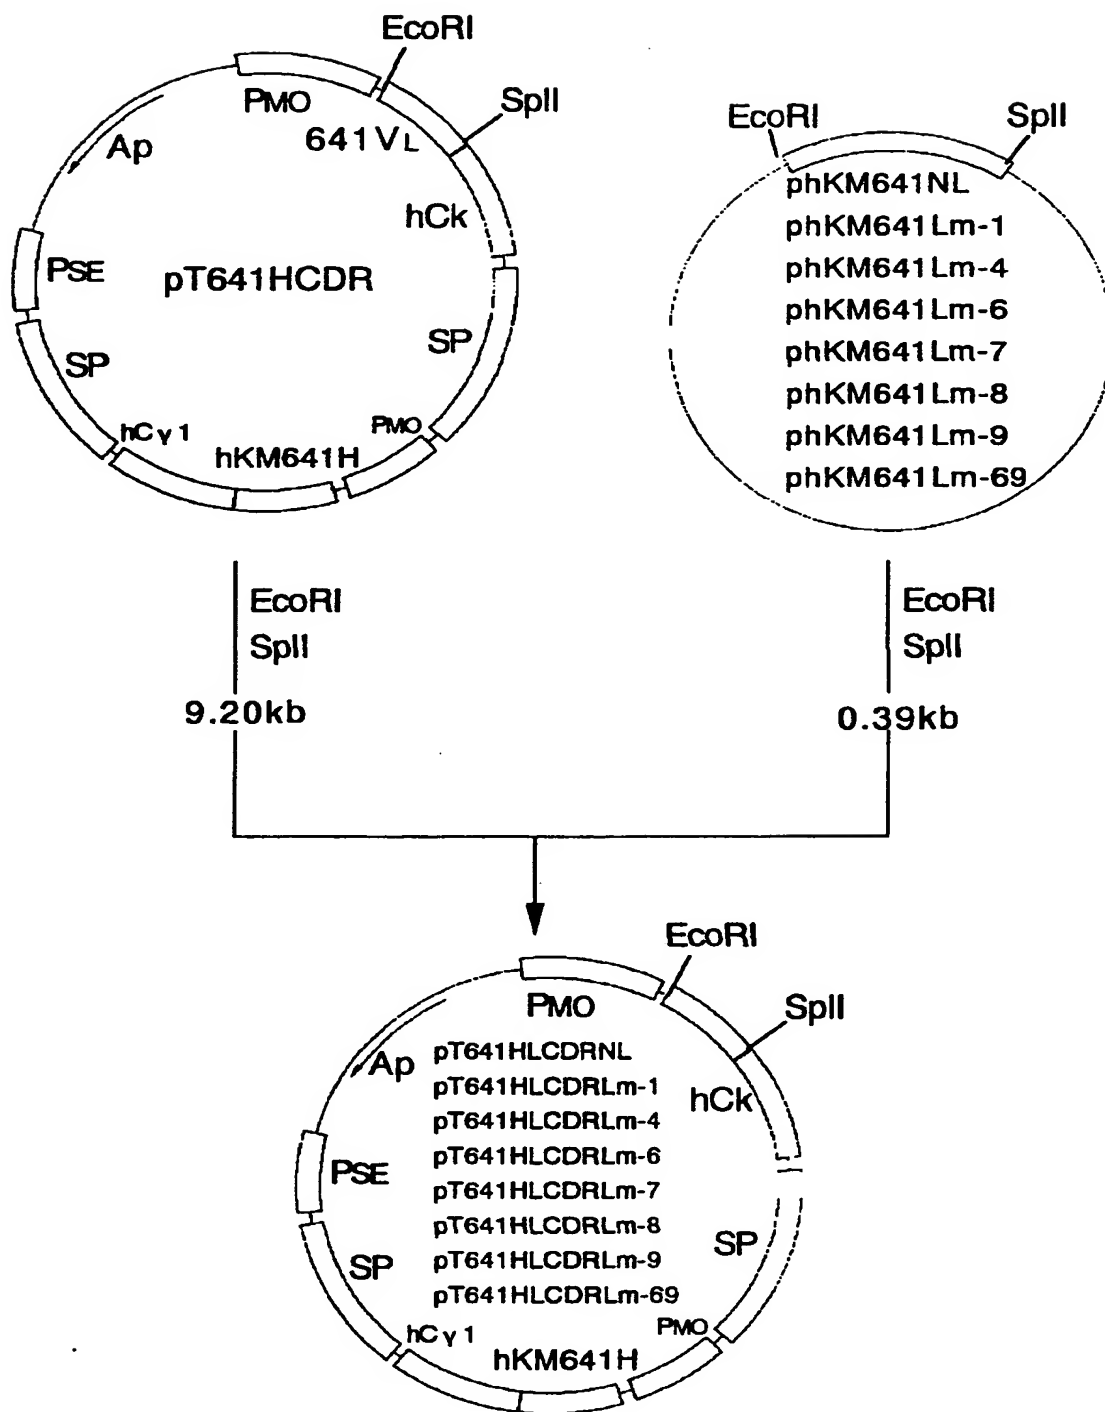 EcoRI
SplI
PMO
641VL
Ap
hCk
PSE
pT641HCDR
SP
SP
hCγ1
hKM641H
PMO
EcoRI
SplI
phKM641NL
phKM641Lm-1
phKM641Lm-4
phKM641Lm-6
phKM641Lm-7
phKM641Lm-8
phKM641Lm-9
phKM641Lm-69
EcoRI
SplI
9.20kb
EcoRI
SplI
0.39kb
EcoRI
SplI
PMO
Ap
hCk
pT641HLCDRNL
pT641HLCDRLm-1
pT641HLCDRLm-4
pT641HLCDRLm-6
pT641HLCDRLm-7
pT641HLCDRLm-8
pT641HLCDRLm-9
pT641HLCDRLm-69
PSE
SP
SP
hCγ1
hKM641H
PMO